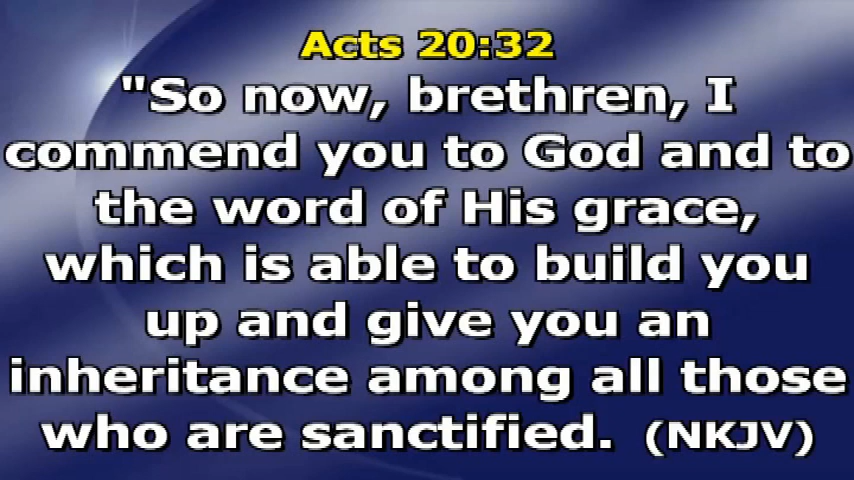 Acts 20:32
"So now, brethren, I
commend you to God and to
the word of His grace,
which is able to build you
up and give you an
inheritance among all those
who are sanctified. (NKJV)